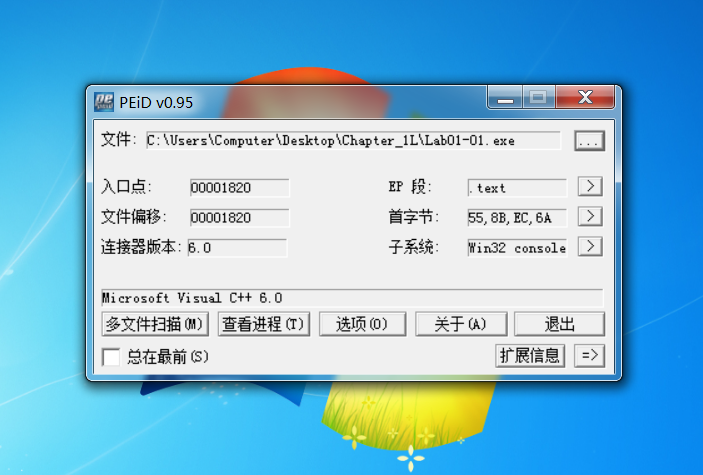 PEiD v0.95
文件: C:\Users\Computer\Desktop\Chapter_1L\Lab01-01.exe ...
入口点: 00001820 EP 段: .text >
文件偏移: 00001820 首字节: 55,8B,EC,6A >
连接器版本: 6.0 子系统: Win32 console >
Microsoft Visual C++ 6.0
多文件扫描(M) 查看进程(T) 选项(O) 关于(A) 退出
总在最前(S) 扩展信息 =>